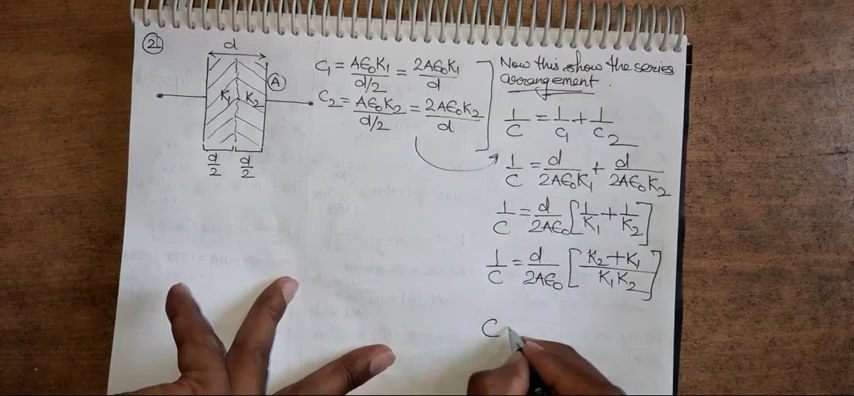 21
d
K₁ K₂
A
d/2 d/2
C₁ = Aϵ₀K₁/d/2 = 2Aϵ₀K₁/d
C₂ = Aϵ₀K₂/d/2 = 2Aϵ₀K₂/d
Now this show the series
arrangement.
1/C = 1/C₁ + 1/C₂
1/C = d/2Aϵ₀K₁ + d/2Aϵ₀K₂
1/C = d/2Aϵ₀ [1/K₁ + 1/K₂]
1/C = d/2Aϵ₀ [K₂+K₁/K₁K₂]
C